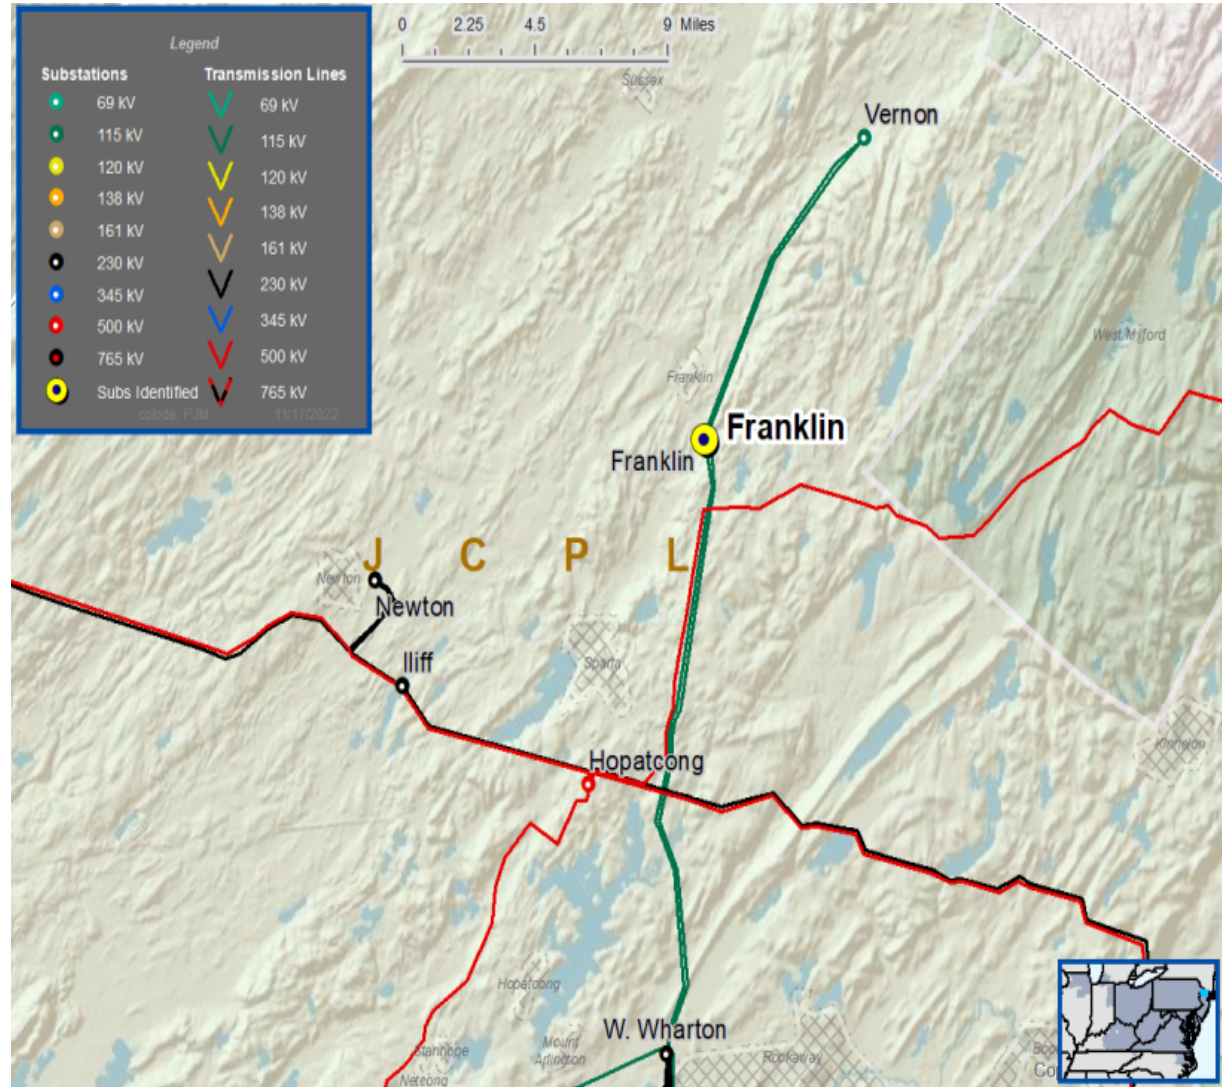 0 2.25 4.5 9 Miles
Legend
Substations Transmission Lines
69 kV 69 kV
115 kV 115 kV
120 kV 120 kV
138 kV 138 kV
161 kV 161 kV
230 kV 230 kV
345 kV 345 kV
500 kV 500 kV
765 kV 765 kV
Subs Identified
colode; PJM 11/17/2022
Sussex
Vernon
West Milford
Franklin
Franklin
Franklin
J C P L
Newton
Newton
Iliff
Sparta
Kinnelon
Hopatcong
Hopatcong
W. Wharton
Stanhope
Mount
Arlington
Rockaway
Netcong